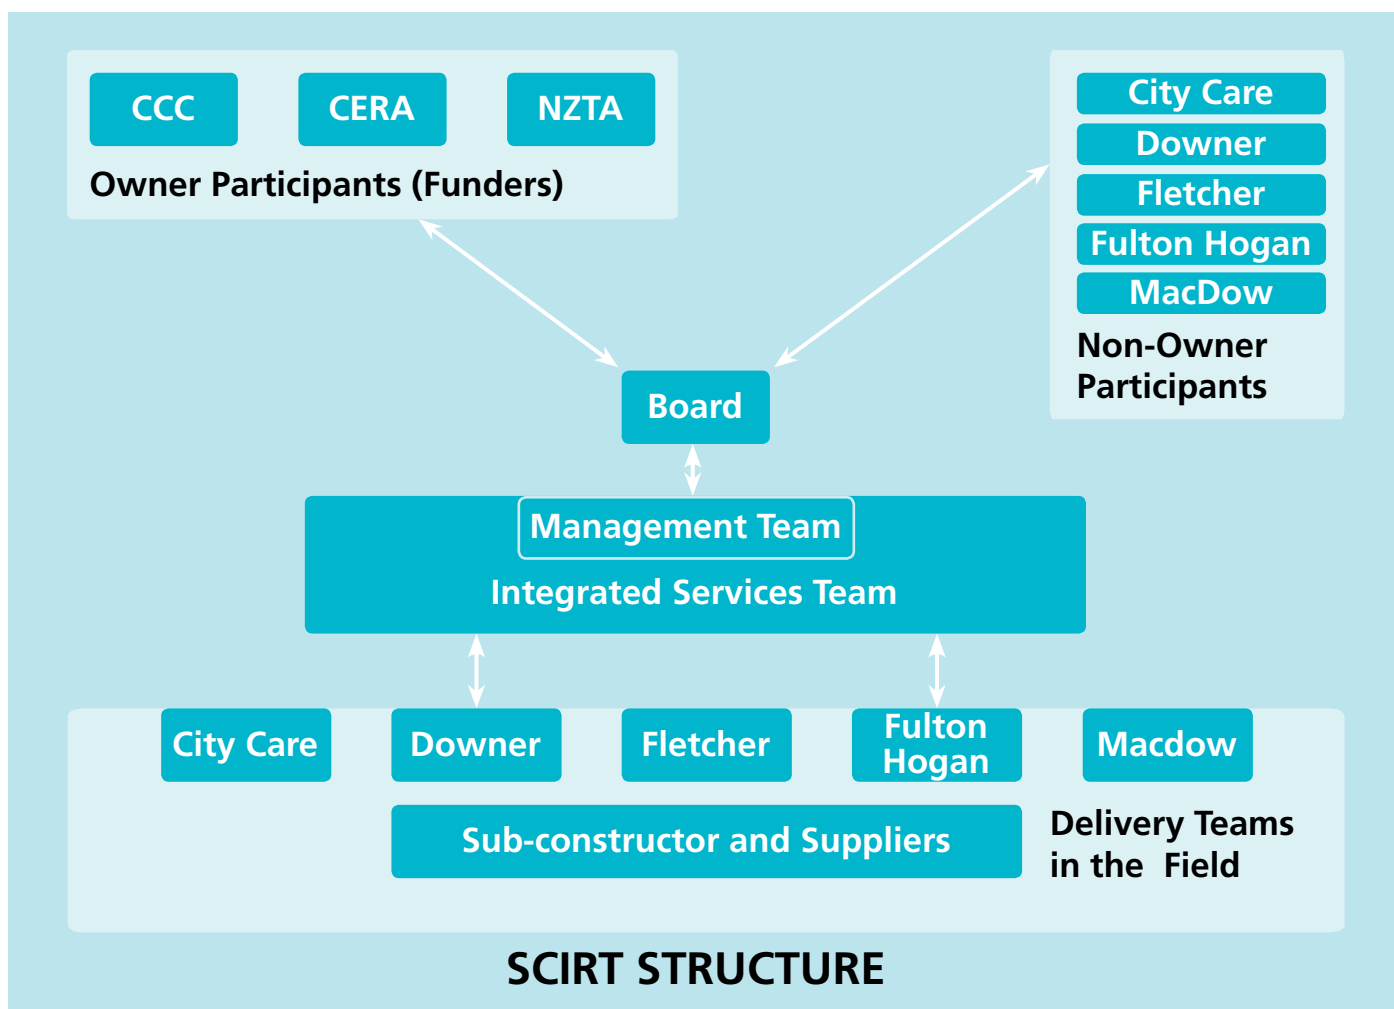 CCC
CERA
NZTA
Owner Participants (Funders)
City Care
Downer
Fletcher
Fulton Hogan
MacDow
Non-Owner
Participants
Board
Management Team
Integrated Services Team
City Care
Downer
Fletcher
Fulton
Hogan
Macdow
Sub-constructor and Suppliers
Delivery Teams
in the Field
SCIRT STRUCTURE